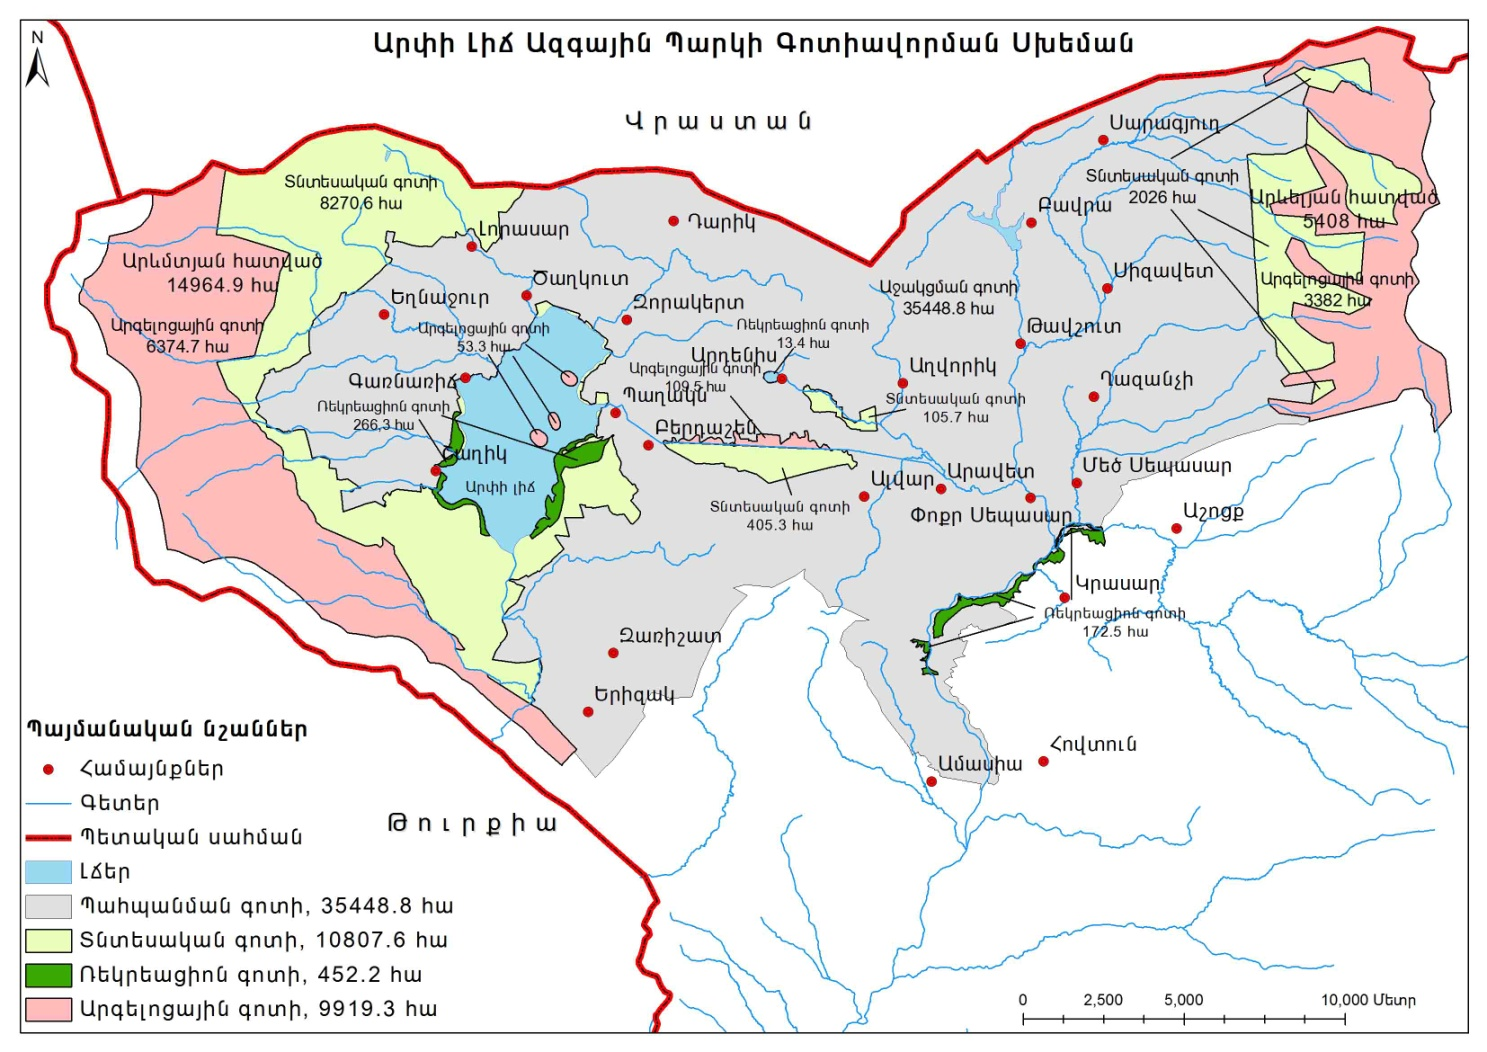 Արփի Լիճ Ազգային Պարկի Գոտիավորման Սխեման
N
Վրաստան
Սարագյուղ
Տնտեսական գոտի
2026 հա
Տնտեսական գոտի
8270.6 հա
Արևելյան հատված
5408 հա
Բավրա
Դարիկ
Լորասար
Արևմտյան հատված
14964.9 հա
Ծաղկուտ
Սիզավետ
Արգելոցային գոտի
3382 հա
Աջակցման գոտի
35448.8 հա
Եղնաջուր
Զորակերտ
Արգելոցային գոտի
6374.7 հա
Արգելոցային գոտի
53.3 հա
Ռեկրեացիոն գոտի
13.4 հա
Թավշուտ
Արդենիս
Արգելոցային գոտի
109.5 հա
Աղվորիկ
Գառնառիճ
Ղազանչի
Պաղակն
Ռեկրեացիոն գոտի
266,3 հա
Տնտեսական գոտի
105.7 հա
Բերդաշեն
Շաղիկ
Արփի լիճ
Ալվար
Արավետ
Մեծ Սեպասար
Տնտեսական գոտի
405.3 հա
Փոքր Սեպասար
Աշոցք
Կրասար
Ռեկրեացիոն գոտի
172.5 հա
Զառիշատ
Երիզակ
Հովտուն
Ամասիա
Թուրքիա
Պայմանական նշաններ
Համայնքներ
Գետեր
Պետական սահման
Լճեր
Պահպանման գոտի, 35448.8 հա
Տնտեսական գոտի, 10807.6 հա
Ռեկրեացիոն գոտի, 452.2 հա
Արգելոցային գոտի, 9919.3 հա
0 2,500 5,000 10,000 Մետր